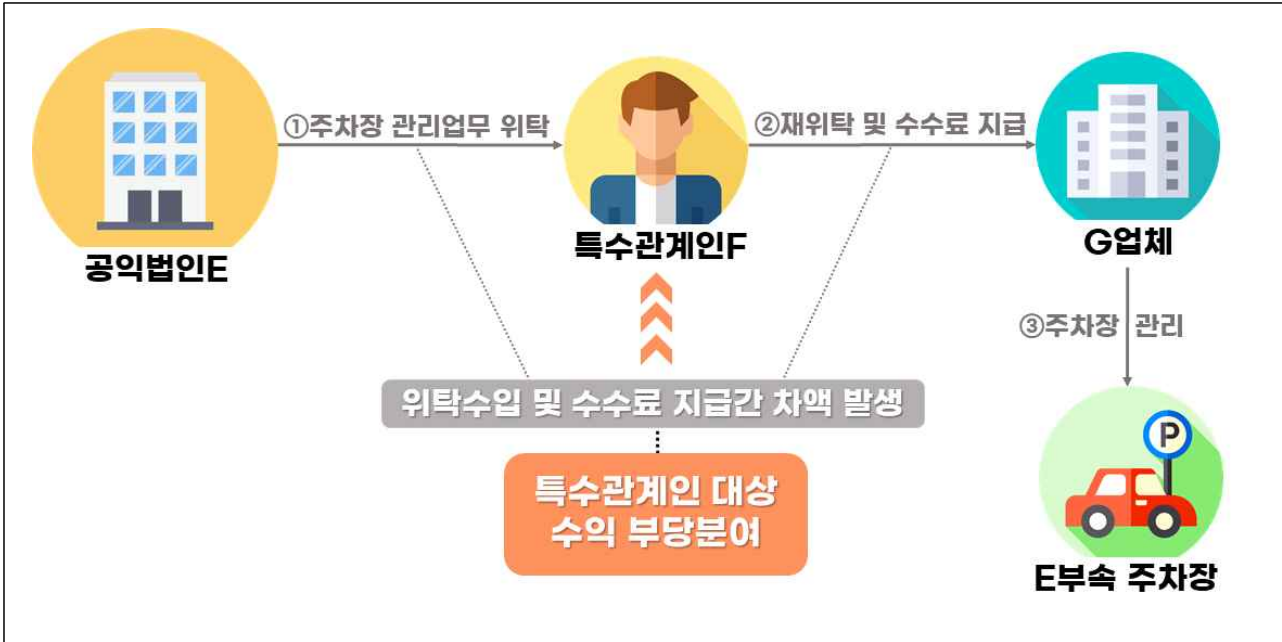 ①주차장 관리업무 위탁
②재위탁 및 수수료 지급
공익법인E
특수관계인F
G업체
③주차장 관리
위탁수입 및 수수료 지급간 차액 발생
특수관계인 대상
수익 부당분여
P
E부속 주차장